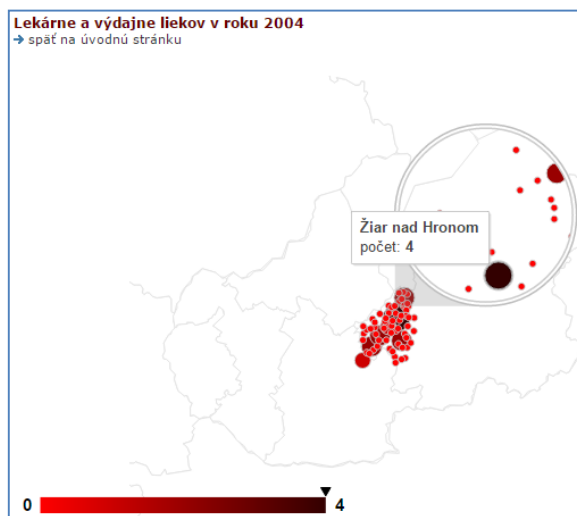 Lekárne a výdajne liekov v roku 2004
➔ späť na úvodnú stránku
Žiar nad Hronom
počet: 4
0 4